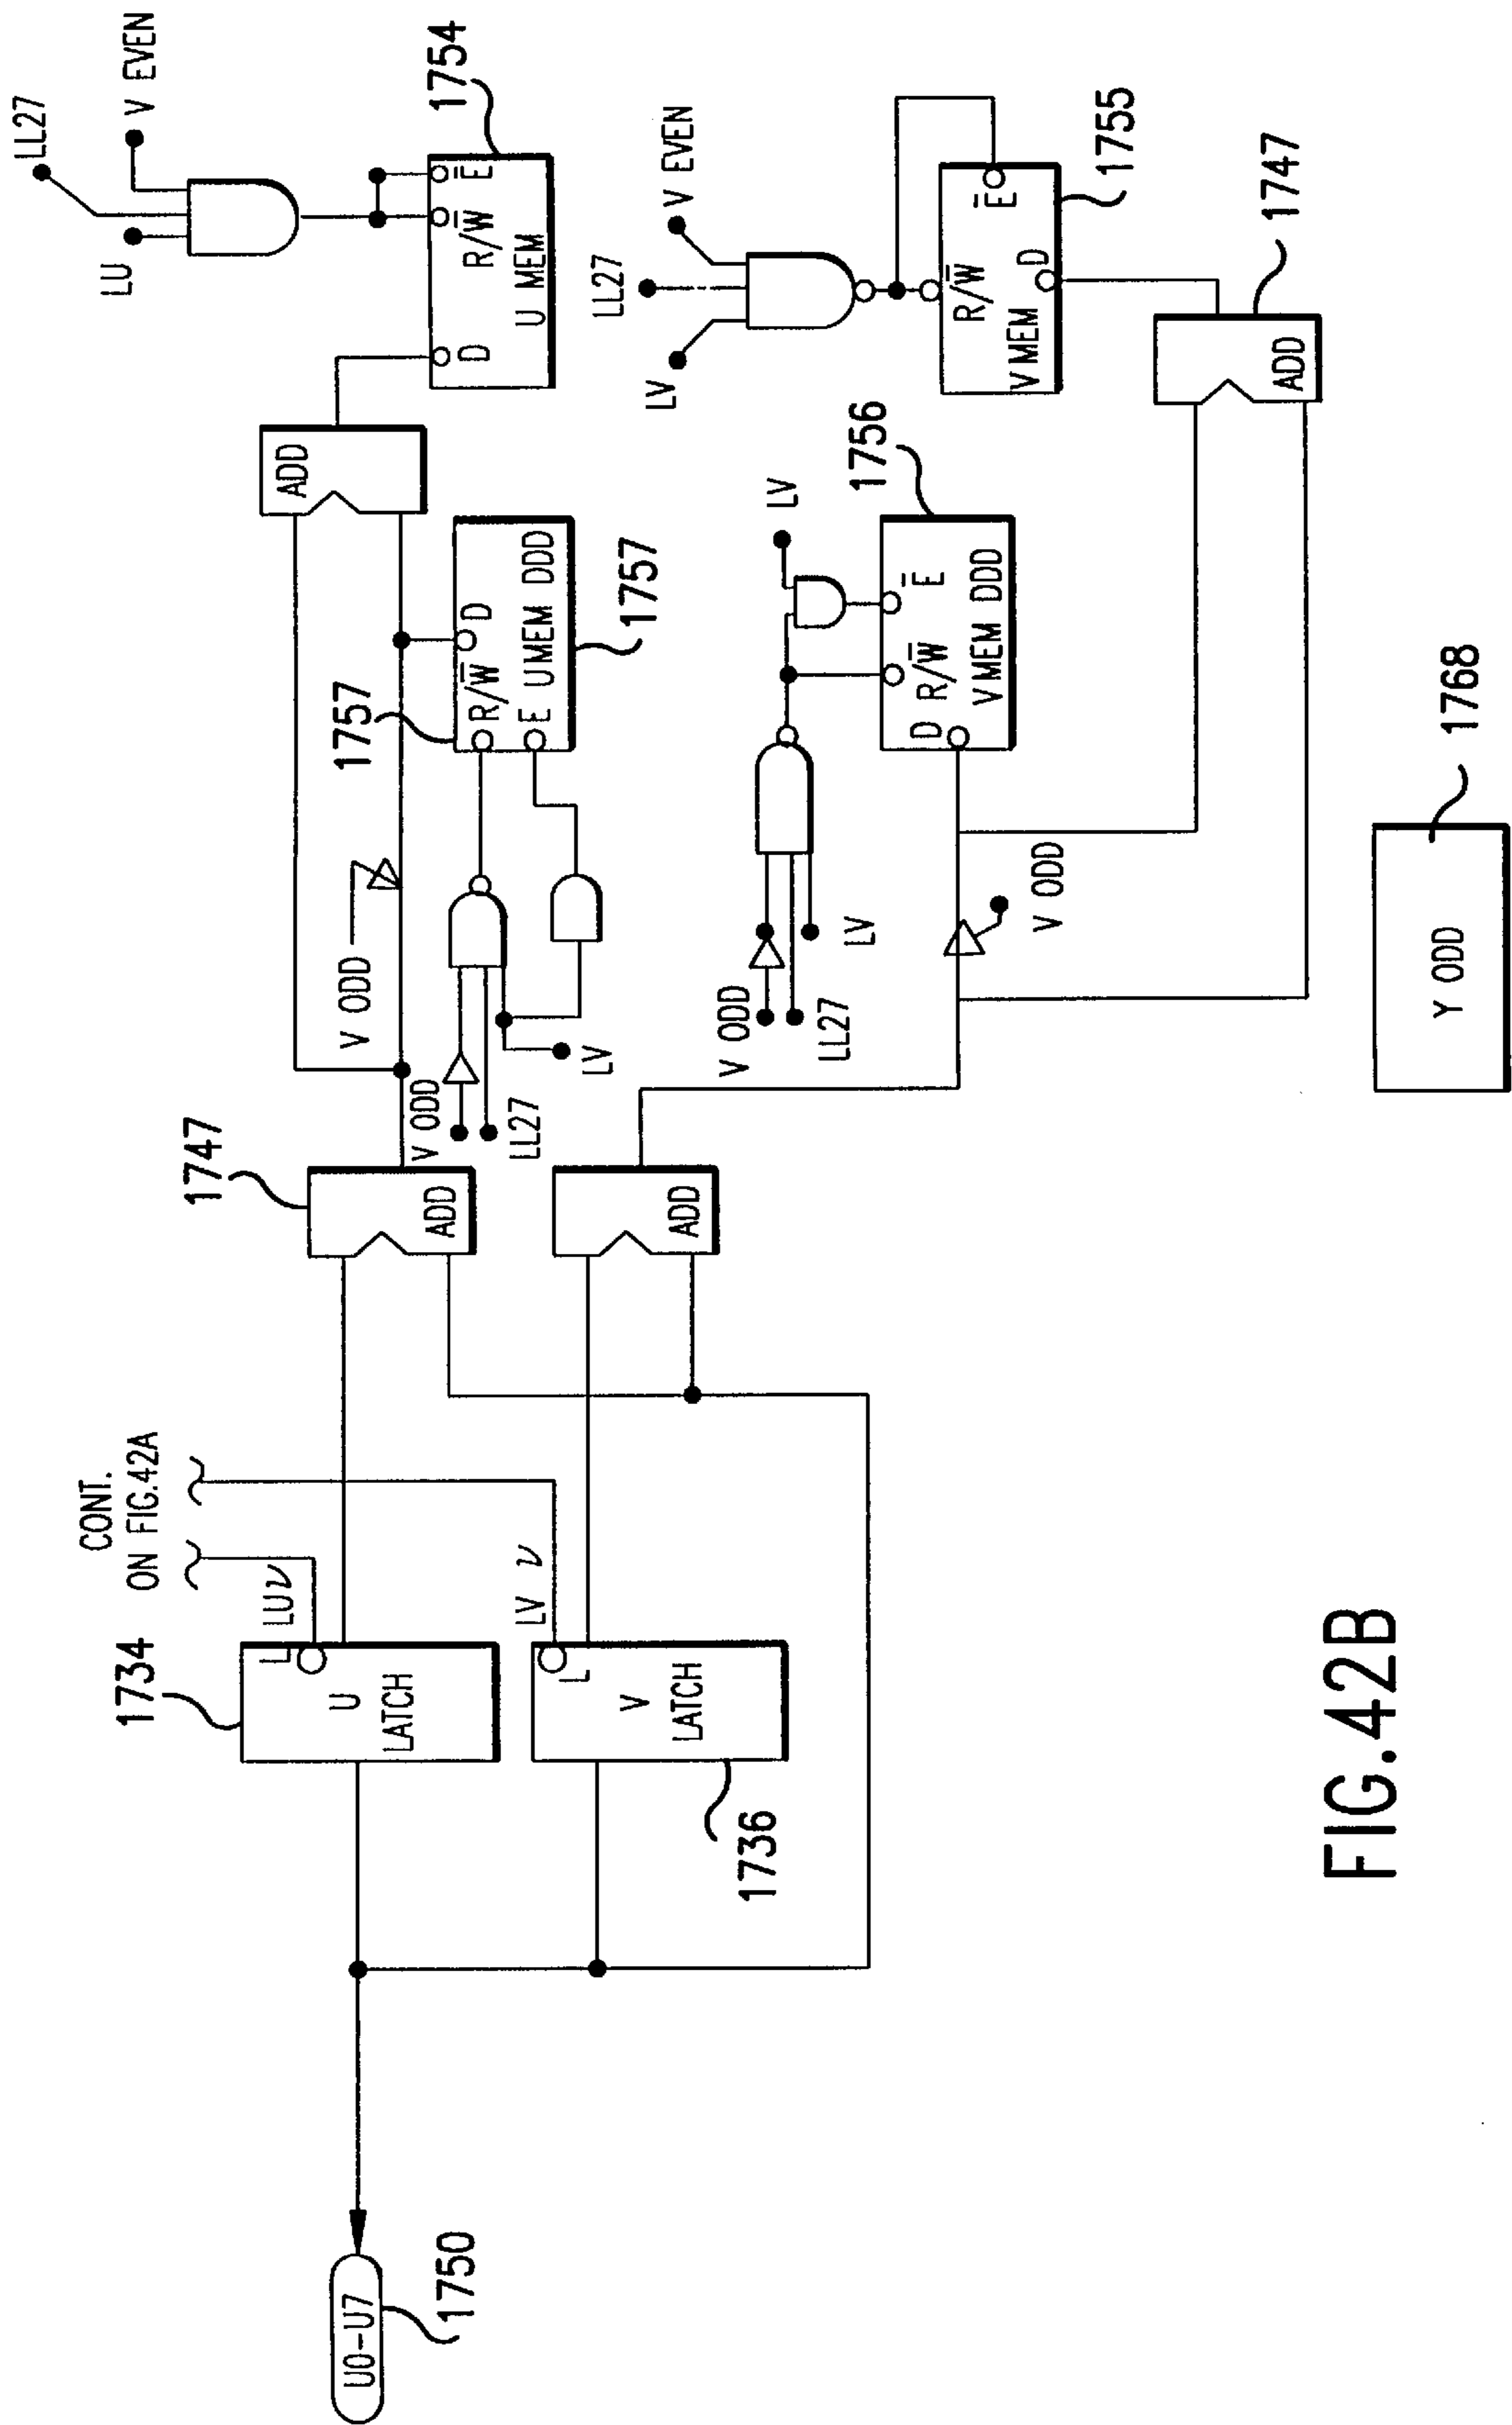 LL27
V EVEN
LU
1754
E
R/W
D
U MEM
ADD
V ODD
1757
R/W
D
E
UMEM DDD
1757
V ODD
LL27
LV
1747
ADD
CONT.
ON FIG.42A
LUν
LV ν
1734
L
U
LATCH
L
V
LATCH
1736
ADD
U0-U7
1750
LL27
V EVEN
LV
E
R/W
D
V MEM
1755
1747
ADD
LV
1756
E
R/W
D
V MEM DDD
V ODD
LL27
LV
V ODD
1768
Y ODD
FIG.42B